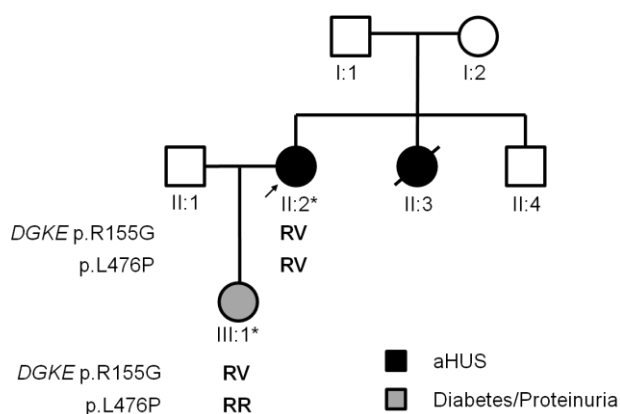 I:1 I:2
II:1 II:2* II:3 II:4
DGKE p.R155G RV
p.L476P RV
III:1*
aHUS
DGKE p.R155G RV
Diabetes/Proteinuria
p.L476P RR